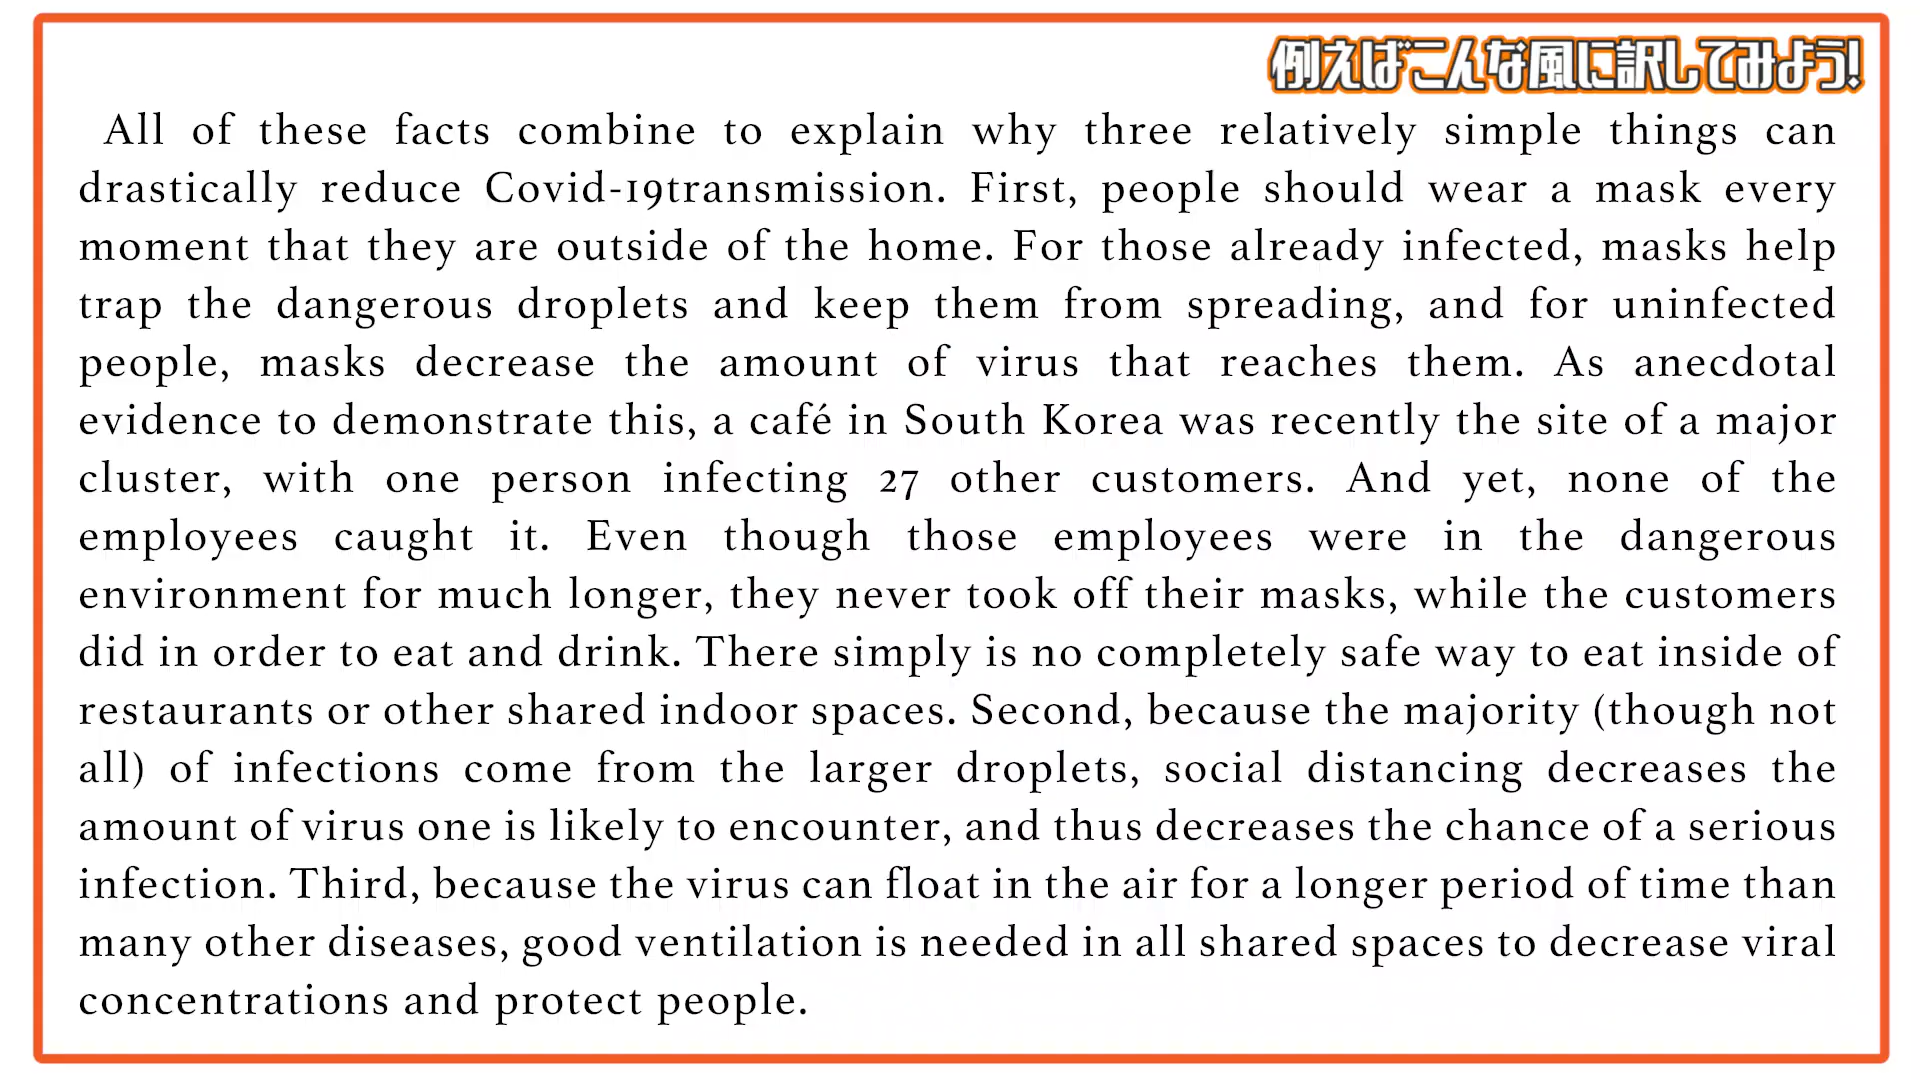 例えばこんな風に訳してみよう!
All of these facts combine to explain why three relatively simple things can
drastically reduce Covid-19transmission. First, people should wear a mask every
moment that they are outside of the home. For those already infected, masks help
trap the dangerous droplets and keep them from spreading, and for uninfected
people, masks decrease the amount of virus that reaches them. As anecdotal
evidence to demonstrate this, a café in South Korea was recently the site of a major
cluster, with one person infecting 27 other customers. And yet, none of the
employees caught it. Even though those employees were in the dangerous
environment for much longer, they never took off their masks, while the customers
did in order to eat and drink. There simply is no completely safe way to eat inside of
restaurants or other shared indoor spaces. Second, because the majority (though not
all) of infections come from the larger droplets, social distancing decreases the
amount of virus one is likely to encounter, and thus decreases the chance of a serious
infection. Third, because the virus can float in the air for a longer period of time than
many other diseases, good ventilation is needed in all shared spaces to decrease viral
concentrations and protect people.